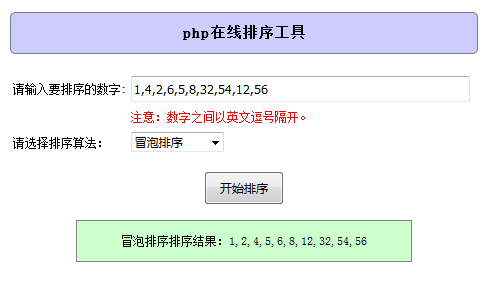 php在线排序工具
请输入要排序的数字: 1,4,2,6,5,8,32,54,12,56
注意：数字之间以英文逗号隔开。
请选择排序算法： 冒泡排序
开始排序
冒泡排序排序结果：1,2,4,5,6,8,12,32,54,56